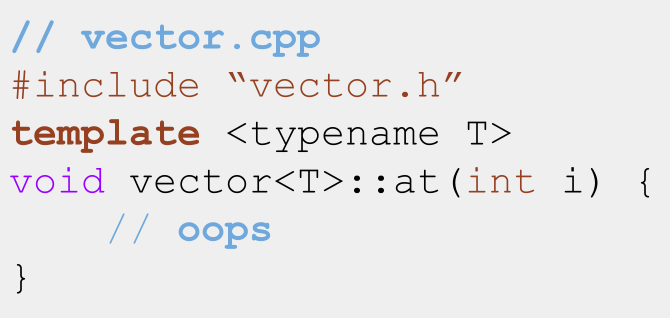 // vector.cpp
#include “vector.h”
template <typename T>
void vector<T>::at(int i) {
    // oops
}